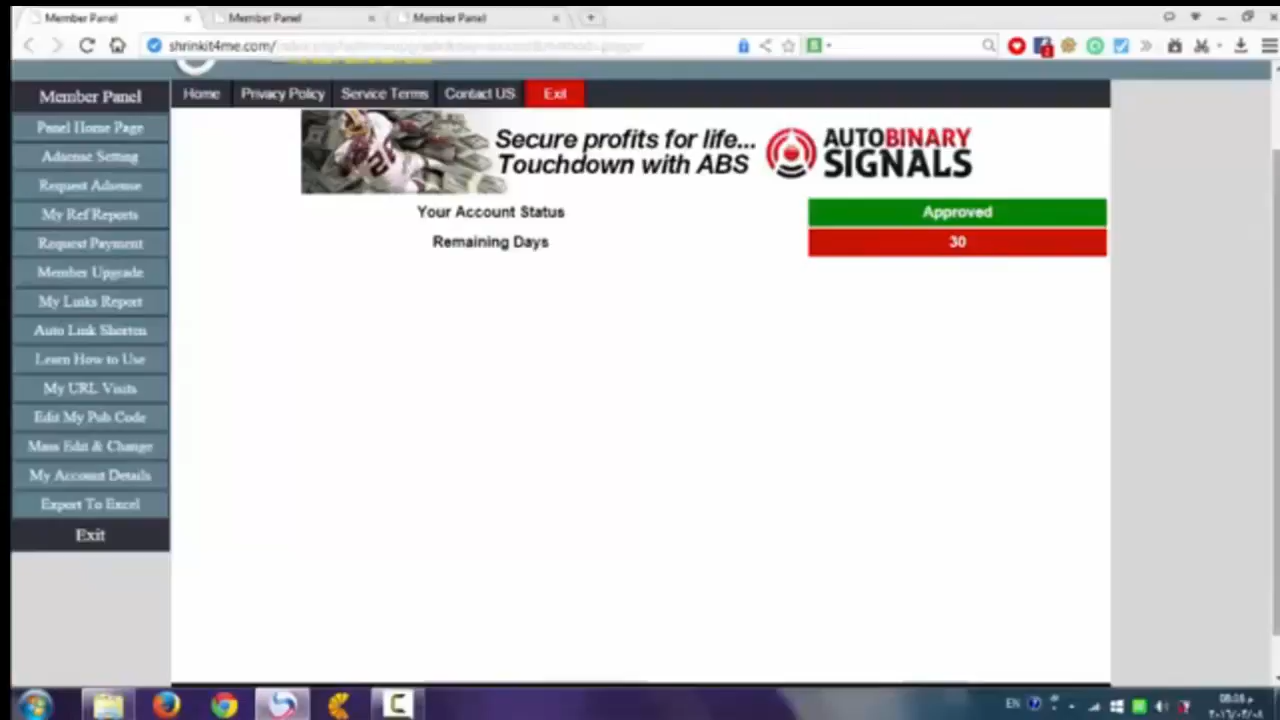 Member Panel
Member Panel
Member Panel
shrinkit4me.com/
Member Panel
Panel Home Page
Adsense Setting
Request Adsense
My Ref Reports
Request Payment
Member Upgrade
My Links Report
Auto Link Shorten
Learn How to Use
My URL Visits
Edit My Pub Code
Mass Edit & Change
My Account Details
Export To Excel
Exit
Home Privacy Policy Service Terms Contact US Exit
Secure profits for life...
Touchdown with ABS
AUTOBINARY
SIGNALS
Your Account Status Approved
Remaining Days 30
EN